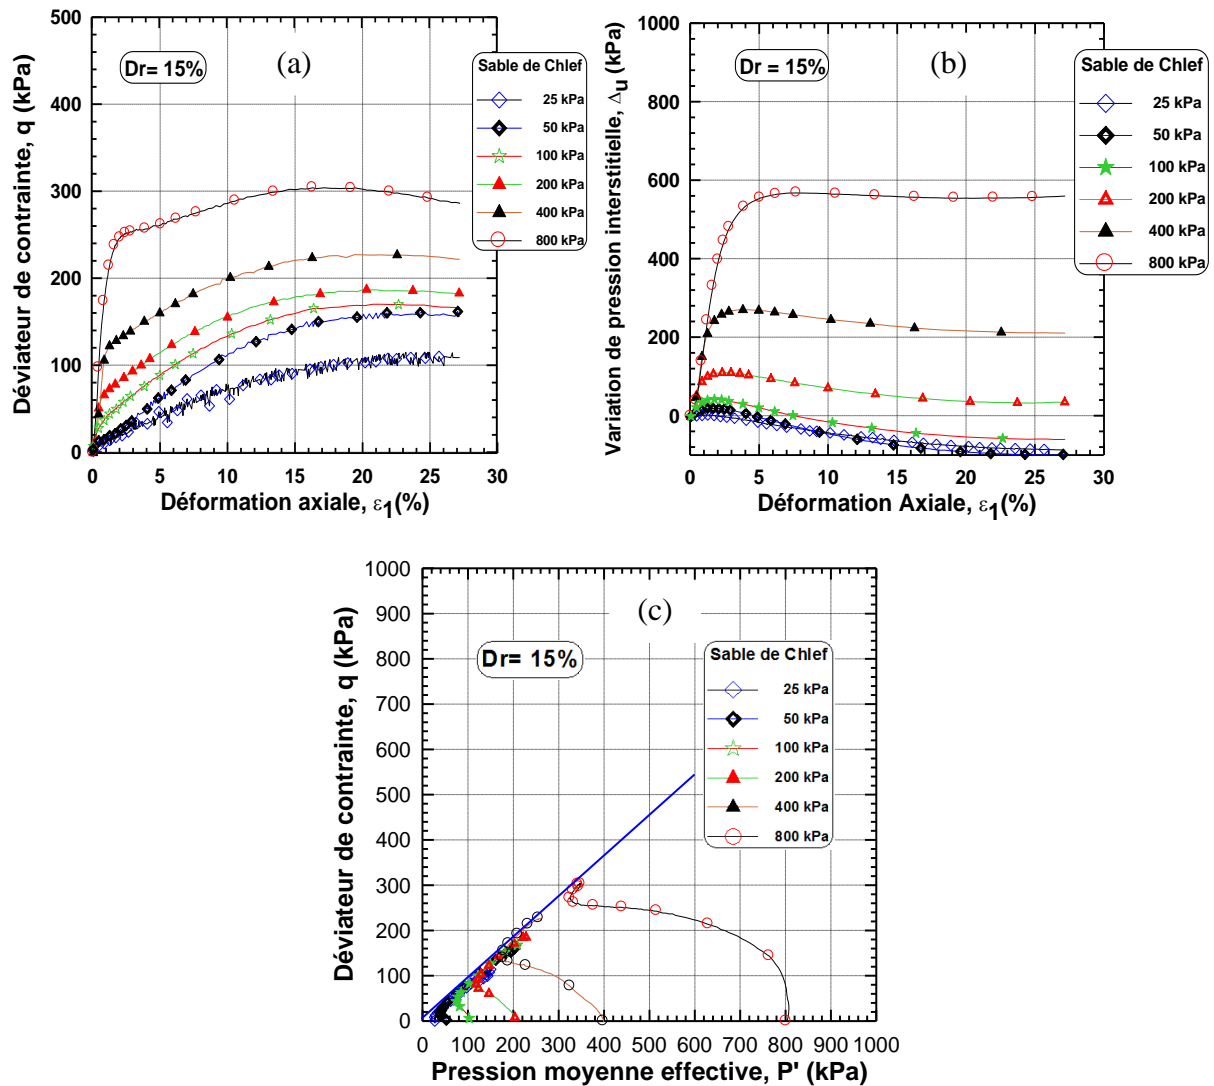 (a)
Dr= 15%
Sable de Chlef
25 kPa
50 kPa
100 kPa
200 kPa
400 kPa
800 kPa
500
400
300
200
100
0
Déviateur de contrainte, q (kPa)
0 5 10 15 20 25 30
Déformation axiale, ε1(%)
(b)
Dr = 15%
Sable de Chlef
25 kPa
50 kPa
100 kPa
200 kPa
400 kPa
800 kPa
1000
800
600
400
200
0
Variation de pression interstitielle, Δu (kPa)
0 5 10 15 20 25 30
Déformation Axiale, ε1(%)
(c)
Dr= 15%
Sable de Chlef
25 kPa
50 kPa
100 kPa
200 kPa
400 kPa
800 kPa
1000
900
800
700
600
500
400
300
200
100
0
Déviateur de contrainte, q (kPa)
0 100 200 300 400 500 600 700 800 900 1000
Pression moyenne effective, P' (kPa)